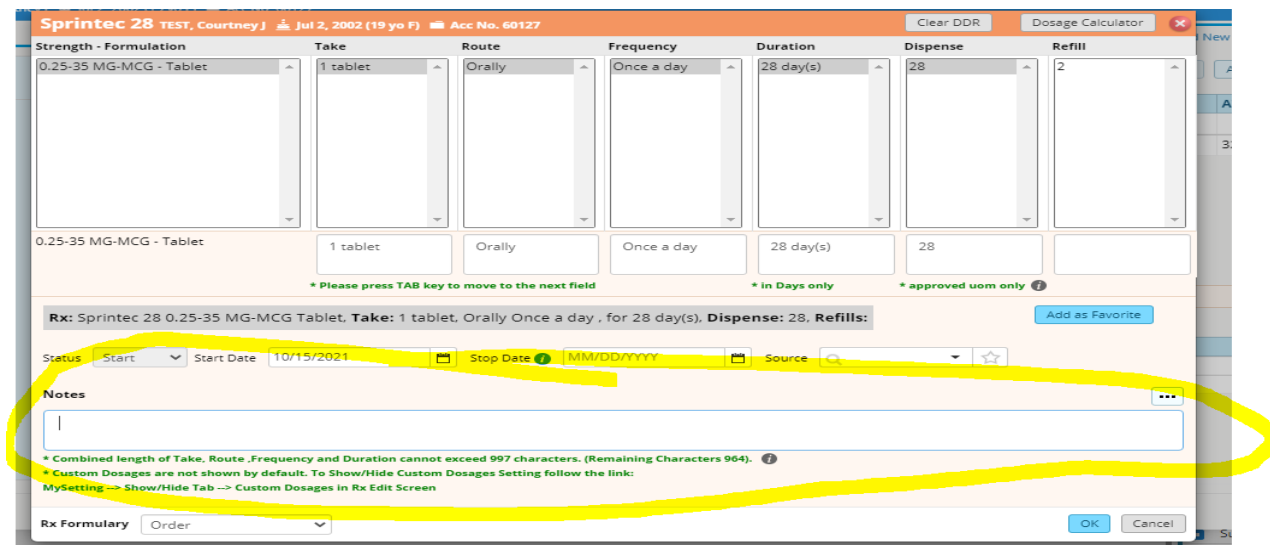 Sprintec 28 TEST, Courtney J Jul 2, 2002 (19 yo F) Acc No. 60127 Clear DDR Dosage Calculator
New
Strength - Formulation Take Route Frequency Duration Dispense Refill
0.25-35 MG-MCG - Tablet 1 tablet Orally Once a day 28 day(s) 28 2
0.25-35 MG-MCG - Tablet 1 tablet Orally Once a day 28 day(s) 28
* Please press TAB key to move to the next field * in Days only * approved uom only
Rx: Sprintec 28 0.25-35 MG-MCG Tablet, Take: 1 tablet, Orally Once a day , for 28 day(s), Dispense: 28, Refills: Add as Favorite
Status Start Start Date 10/15/2021 Stop Date MM/DD/YYYY Source
Notes
* Combined length of Take, Route ,Frequency and Duration cannot exceed 997 characters. (Remaining Characters 964).
* Custom Dosages are not shown by default. To Show/Hide Custom Dosages Setting follow the link:
MySetting --> Show/Hide Tab --> Custom Dosages in Rx Edit Screen
Rx Formulary Order OK Cancel